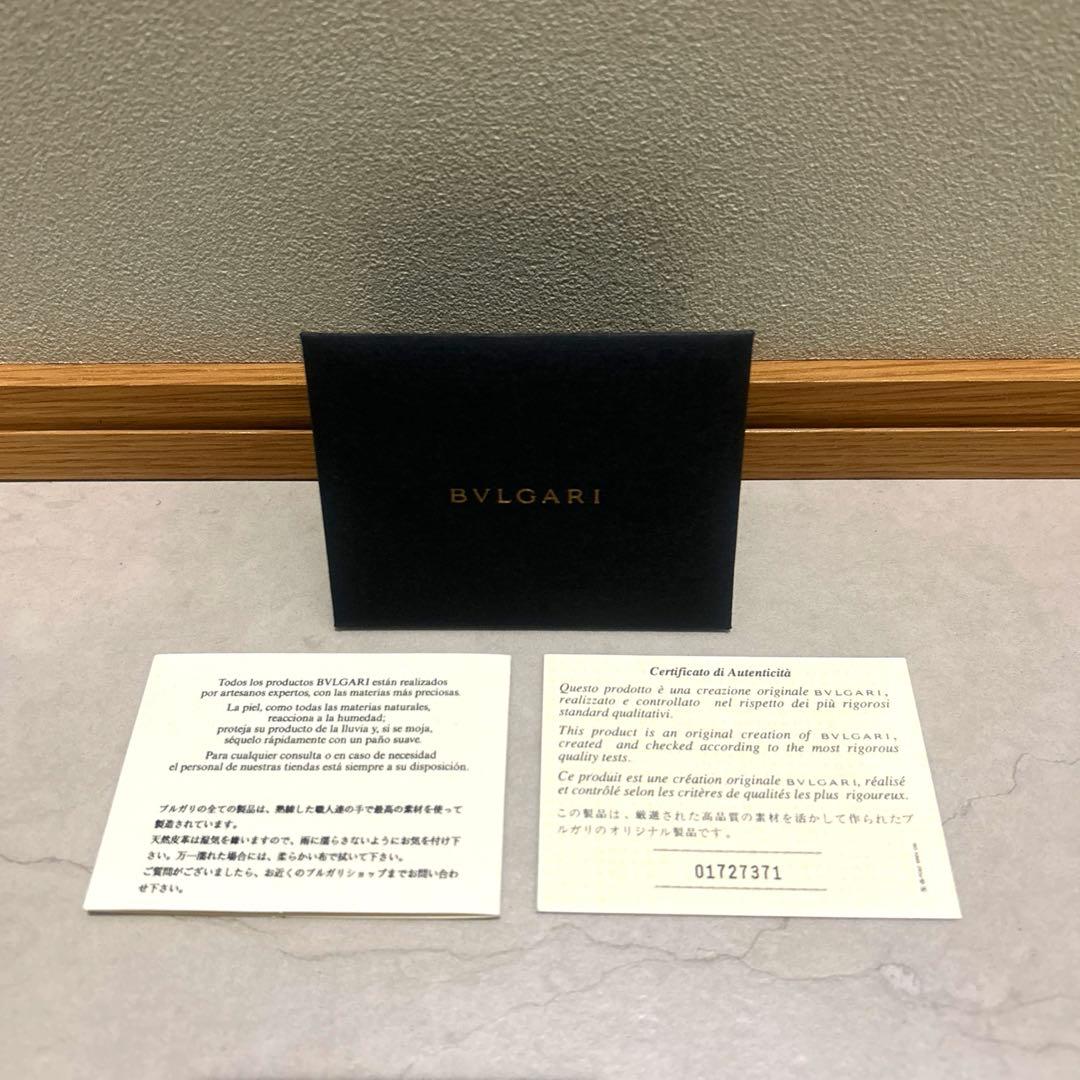 BVLGARI
Todos los productos BVLGARI están realizados
por artesanos expertos, con las materias más preciosas.
La piel, como todas las materias naturales,
reacciona a la humedad;
proteja su producto de la lluvia y, si se moja,
séquelo rápidamente con un paño suave.
Para cualquier consulta o en caso de necesidad
el personal de nuestras tiendas está siempre a su disposición.
ブルガリの全ての製品は、熟練した職人達の手で最高の素材を使って
製造されています。
天然皮革は湿気を嫌いますので、雨に濡らさないようにお気を付け下
さい。万一濡れた場合には、柔らかい布で拭いて下さい。
ご質問がございましたら、お近くのブルガリショップまでお問い合わ
せ下さい。
Certificato di Autenticità
Questo prodotto è una creazione originale BVLGARI,
realizzato e controllato nel rispetto dei più rigorosi
standard qualitativi.
This product is an original creation of BVLGARI,
created and checked according to the most rigorous
quality tests.
Ce produit est une création originale BVLGARI, réalisé
et contrôlé selon les critères de qualités les plus rigoureux.
この製品は、厳選された高品質の素材を活かして作られたブ
ルガリのオリジナル製品です。
01727371